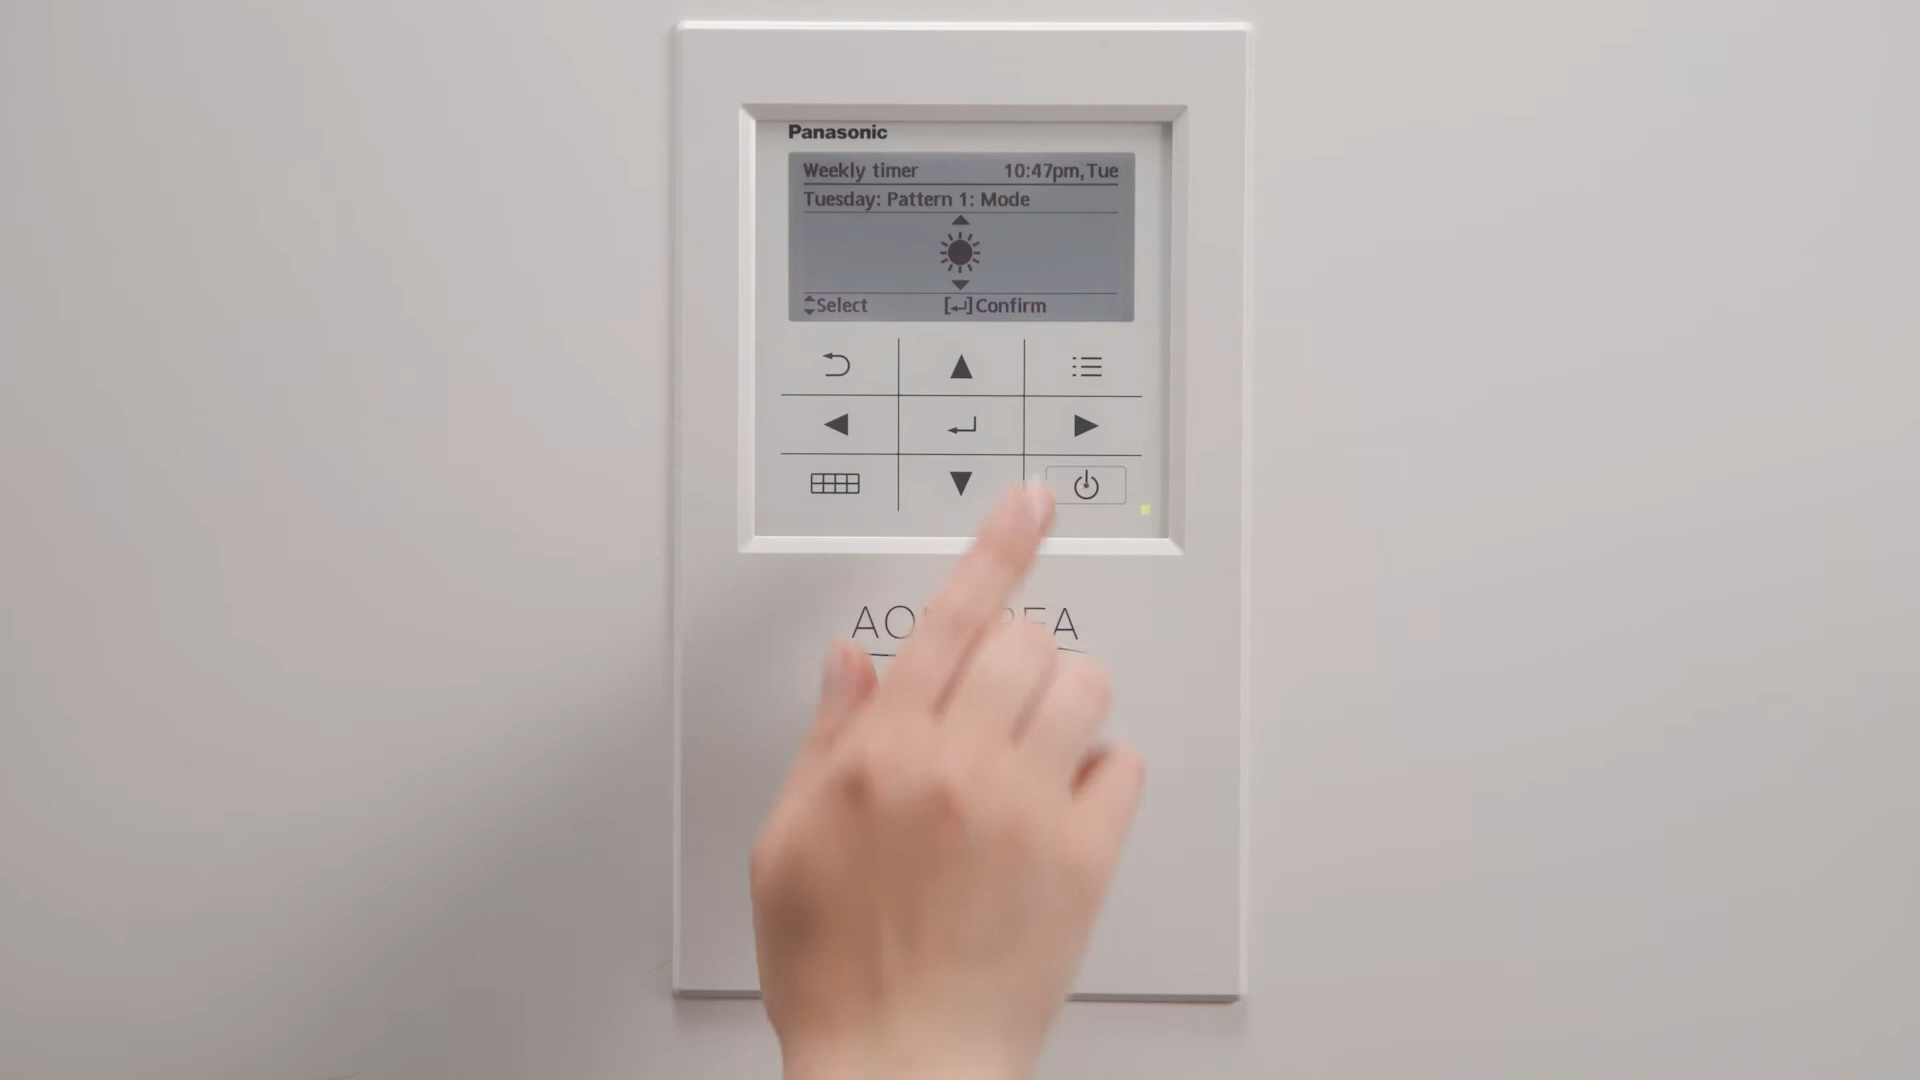 Panasonic
Weekly timer 10:47pm,Tue
Tuesday: Pattern 1: Mode
Select [↵]Confirm